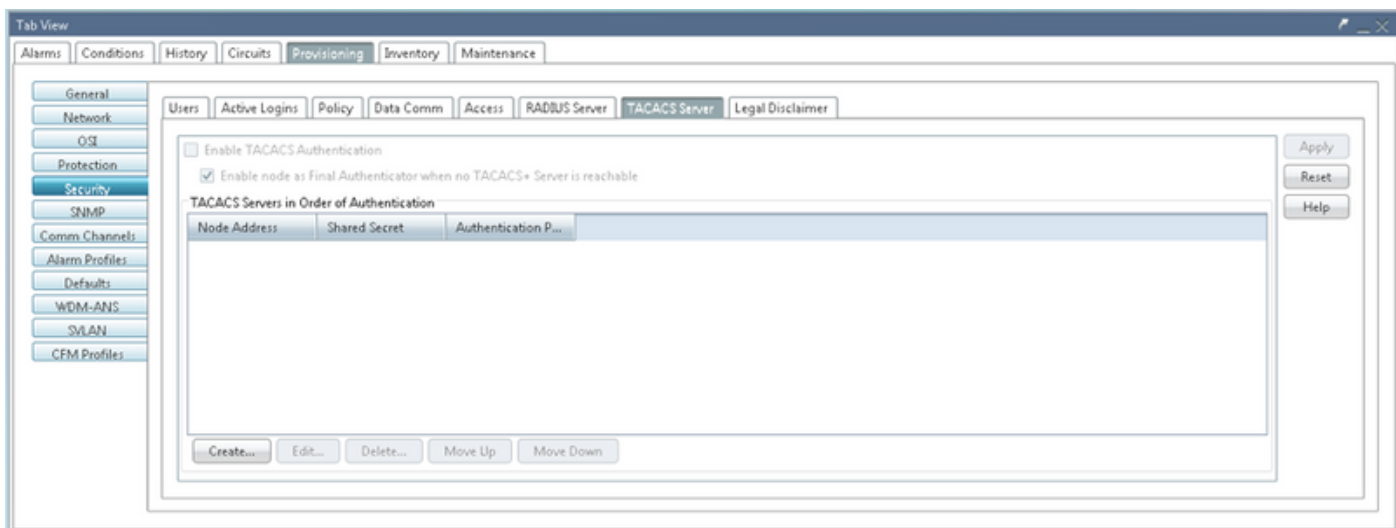 Tab View
Alarms Conditions History Circuits Provisioning Inventory Maintenance
General
Network
OSI
Protection
Security
SNMP
Comm Channels
Alarm Profiles
Defaults
WDM-ANS
SVLAN
CFM Profiles
Users Active Logins Policy Data Comm Access RADIUS Server TACACS Server Legal Disclaimer
Enable TACACS Authentication
Enable node as Final Authenticator when no TACACS+ Server is reachable
TACACS Servers in Order of Authentication
Node Address Shared Secret Authentication P...
Create... Edit... Delete... Move Up Move Down
Apply
Reset
Help